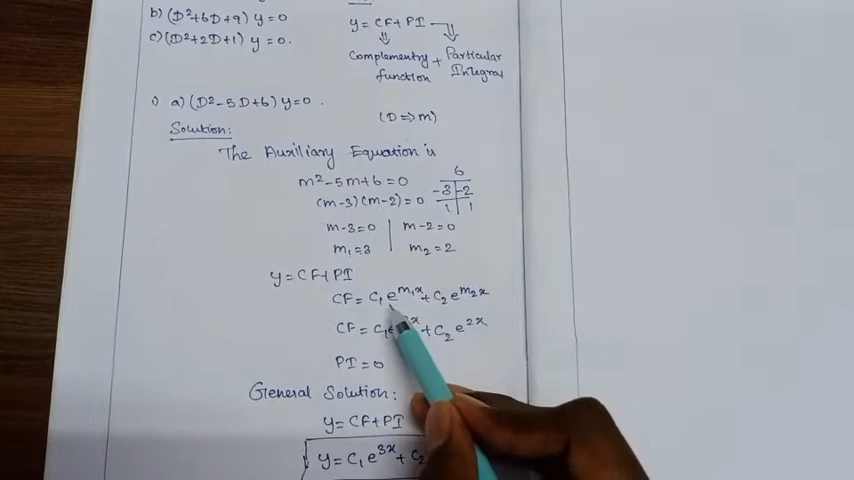 b) (D²+6D+9) y=0
y = CF+PI
c) (D²+2D+1) y=0.
Complementry function + Particular Integral
1) a) (D²-5D+6) y=0.
(D⇒m)
Solution:
The Auxiliary Equation is
m²-5m+6=0
6
(m-3)(m-2)=0
-3 | -2
1 | 1
m-3=0 | m-2=0
m₁=3 | m₂=2
y=CF+PI
CF= C₁e^m₁x + C₂e^m₂x
CF= C₁e x + C₂e^2x
PI=0
General Solution:
y=CF+PI
y=C₁e^3x + C₂